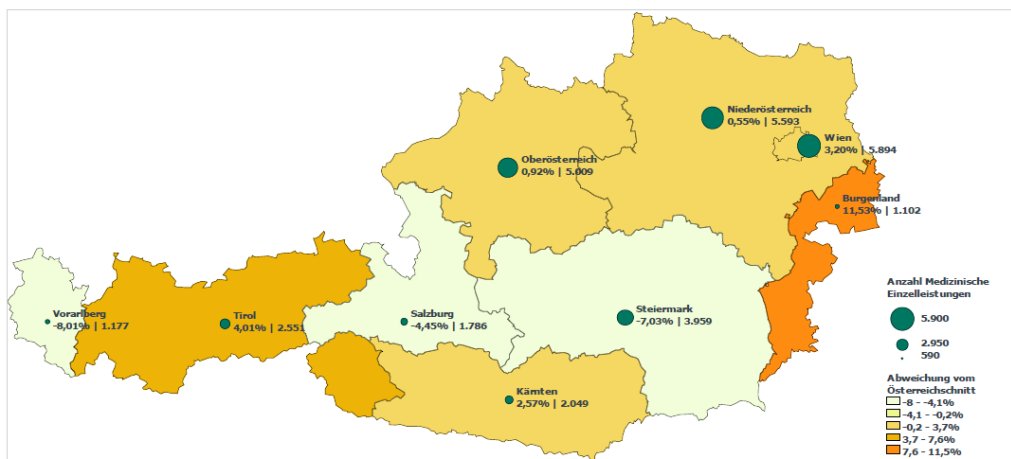 Niederösterreich
0,55% | 5.593
Wien
3,20% | 5.894
Oberösterreich
0,92% | 5.009
Burgenland
11,53% | 1.102
Vorarlberg
-8,01% | 1.177
Tirol
4,01% | 2.551
Salzburg
-4,45% | 1.786
Steiermark
-7,03% | 3.959
Kärnten
2,57% | 2.049
Anzahl Medizinische
Einzelleistungen
5.900
2.950
590
Abweichung vom
Österreichschnitt
-8 - -4,1%
-4,1 - -0,2%
-0,2 - 3,7%
3,7 - 7,6%
7,6 - 11,5%